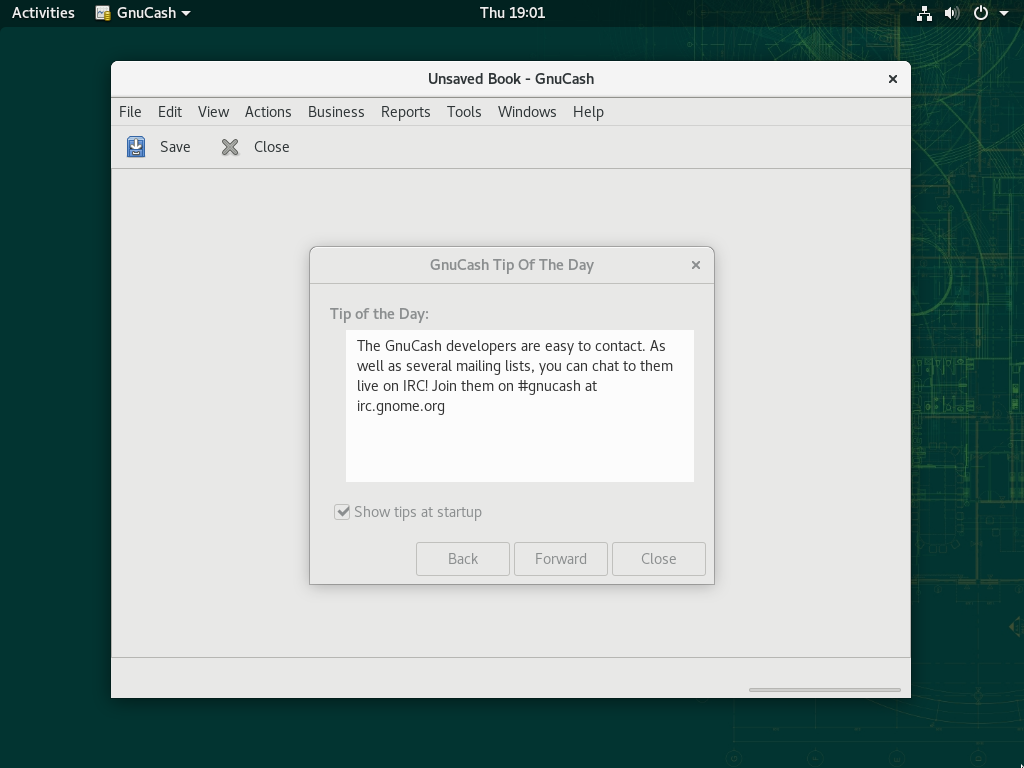 Activities GnuCash Thu 19:01
Unsaved Book - GnuCash
File Edit View Actions Business Reports Tools Windows Help
Save Close
GnuCash Tip Of The Day
Tip of the Day:
The GnuCash developers are easy to contact. As
well as several mailing lists, you can chat to them
live on IRC! Join them on #gnucash at
irc.gnome.org
Show tips at startup
Back Forward Close